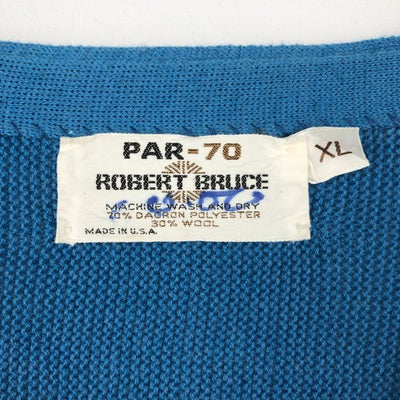 PAR-70
XL
ROBERT BRUCE
MACHINE WASH AND DRY
70% DACRON POLYESTER
30% WOOL
MADE IN U.S.A.